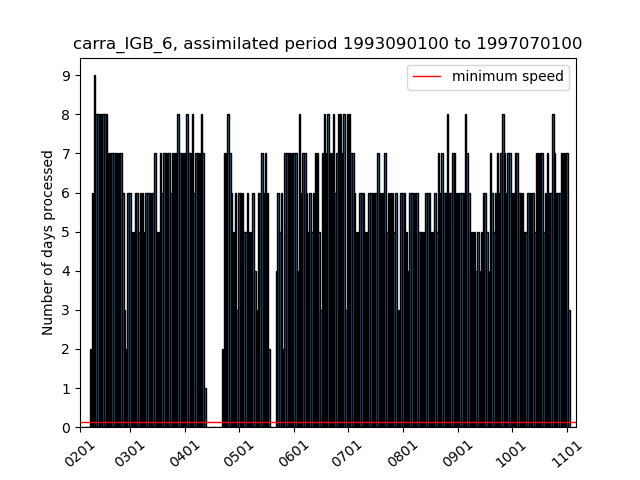 carra_IGB_6, assimilated period 1993090100 to 1997070100
minimum speed
Number of days processed
9
8
7
6
5
4
3
2
1
0
0201 0301 0401 0501 0601 0701 0801 0901 1001 1101